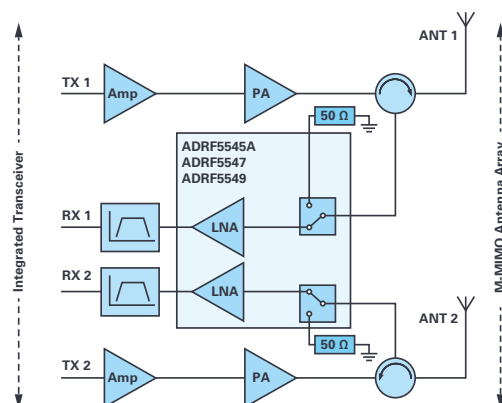 ANT 1
TX 1
Amp
PA
50 Ω
ADRF5545A
ADRF5547
ADRF5549
RX 1
LNA
RX 2
LNA
50 Ω
ANT 2
TX 2
Amp
PA
Integrated Transceiver
M-MIMO Antenna Array